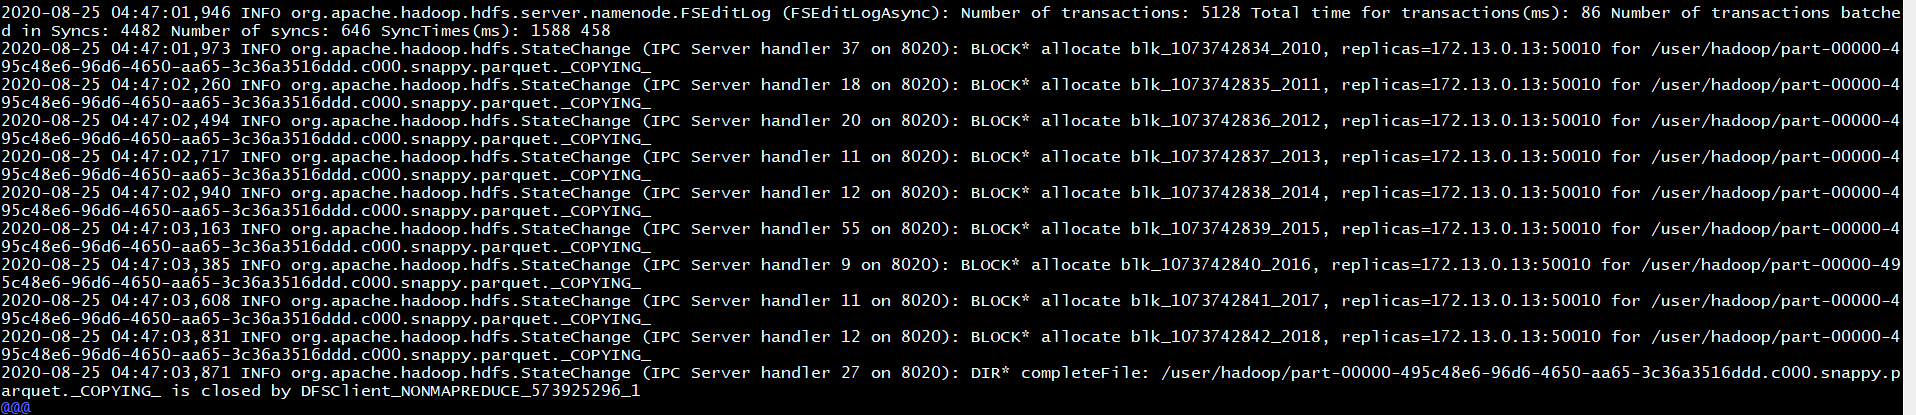 2020-08-25 04:47:01,946 INFO org.apache.hadoop.hdfs.server.namenode.FSEditLog (FSEditLogAsync): Number of transactions: 5128 Total time for transactions(ms): 86 Number of transactions batche
d in Syncs: 4482 Number of syncs: 646 SyncTimes(ms): 1588 458
2020-08-25 04:47:01,973 INFO org.apache.hadoop.hdfs.StateChange (IPC Server handler 37 on 8020): BLOCK* allocate blk_1073742834_2010, replicas=172.13.0.13:50010 for /user/hadoop/part-00000-4
95c48e6-96d6-4650-aa65-3c36a3516ddd.c000.snappy.parquet._COPYING_
2020-08-25 04:47:02,260 INFO org.apache.hadoop.hdfs.StateChange (IPC Server handler 18 on 8020): BLOCK* allocate blk_1073742835_2011, replicas=172.13.0.13:50010 for /user/hadoop/part-00000-4
95c48e6-96d6-4650-aa65-3c36a3516ddd.c000.snappy.parquet._COPYING_
2020-08-25 04:47:02,494 INFO org.apache.hadoop.hdfs.StateChange (IPC Server handler 20 on 8020): BLOCK* allocate blk_1073742836_2012, replicas=172.13.0.13:50010 for /user/hadoop/part-00000-4
95c48e6-96d6-4650-aa65-3c36a3516ddd.c000.snappy.parquet._COPYING_
2020-08-25 04:47:02,717 INFO org.apache.hadoop.hdfs.StateChange (IPC Server handler 11 on 8020): BLOCK* allocate blk_1073742837_2013, replicas=172.13.0.13:50010 for /user/hadoop/part-00000-4
95c48e6-96d6-4650-aa65-3c36a3516ddd.c000.snappy.parquet._COPYING_
2020-08-25 04:47:02,940 INFO org.apache.hadoop.hdfs.StateChange (IPC Server handler 12 on 8020): BLOCK* allocate blk_1073742838_2014, replicas=172.13.0.13:50010 for /user/hadoop/part-00000-4
95c48e6-96d6-4650-aa65-3c36a3516ddd.c000.snappy.parquet._COPYING_
2020-08-25 04:47:03,163 INFO org.apache.hadoop.hdfs.StateChange (IPC Server handler 55 on 8020): BLOCK* allocate blk_1073742839_2015, replicas=172.13.0.13:50010 for /user/hadoop/part-00000-4
95c48e6-96d6-4650-aa65-3c36a3516ddd.c000.snappy.parquet._COPYING_
2020-08-25 04:47:03,385 INFO org.apache.hadoop.hdfs.StateChange (IPC Server handler 9 on 8020): BLOCK* allocate blk_1073742840_2016, replicas=172.13.0.13:50010 for /user/hadoop/part-00000-49
5c48e6-96d6-4650-aa65-3c36a3516ddd.c000.snappy.parquet._COPYING_
2020-08-25 04:47:03,608 INFO org.apache.hadoop.hdfs.StateChange (IPC Server handler 11 on 8020): BLOCK* allocate blk_1073742841_2017, replicas=172.13.0.13:50010 for /user/hadoop/part-00000-4
95c48e6-96d6-4650-aa65-3c36a3516ddd.c000.snappy.parquet._COPYING_
2020-08-25 04:47:03,831 INFO org.apache.hadoop.hdfs.StateChange (IPC Server handler 12 on 8020): BLOCK* allocate blk_1073742842_2018, replicas=172.13.0.13:50010 for /user/hadoop/part-00000-4
95c48e6-96d6-4650-aa65-3c36a3516ddd.c000.snappy.parquet._COPYING_
2020-08-25 04:47:03,871 INFO org.apache.hadoop.hdfs.StateChange (IPC Server handler 27 on 8020): DIR* completeFile: /user/hadoop/part-00000-495c48e6-96d6-4650-aa65-3c36a3516ddd.c000.snappy.p
arquet._COPYING_ is closed by DFSClient_NONMAPREDUCE_573925296_1
@@@